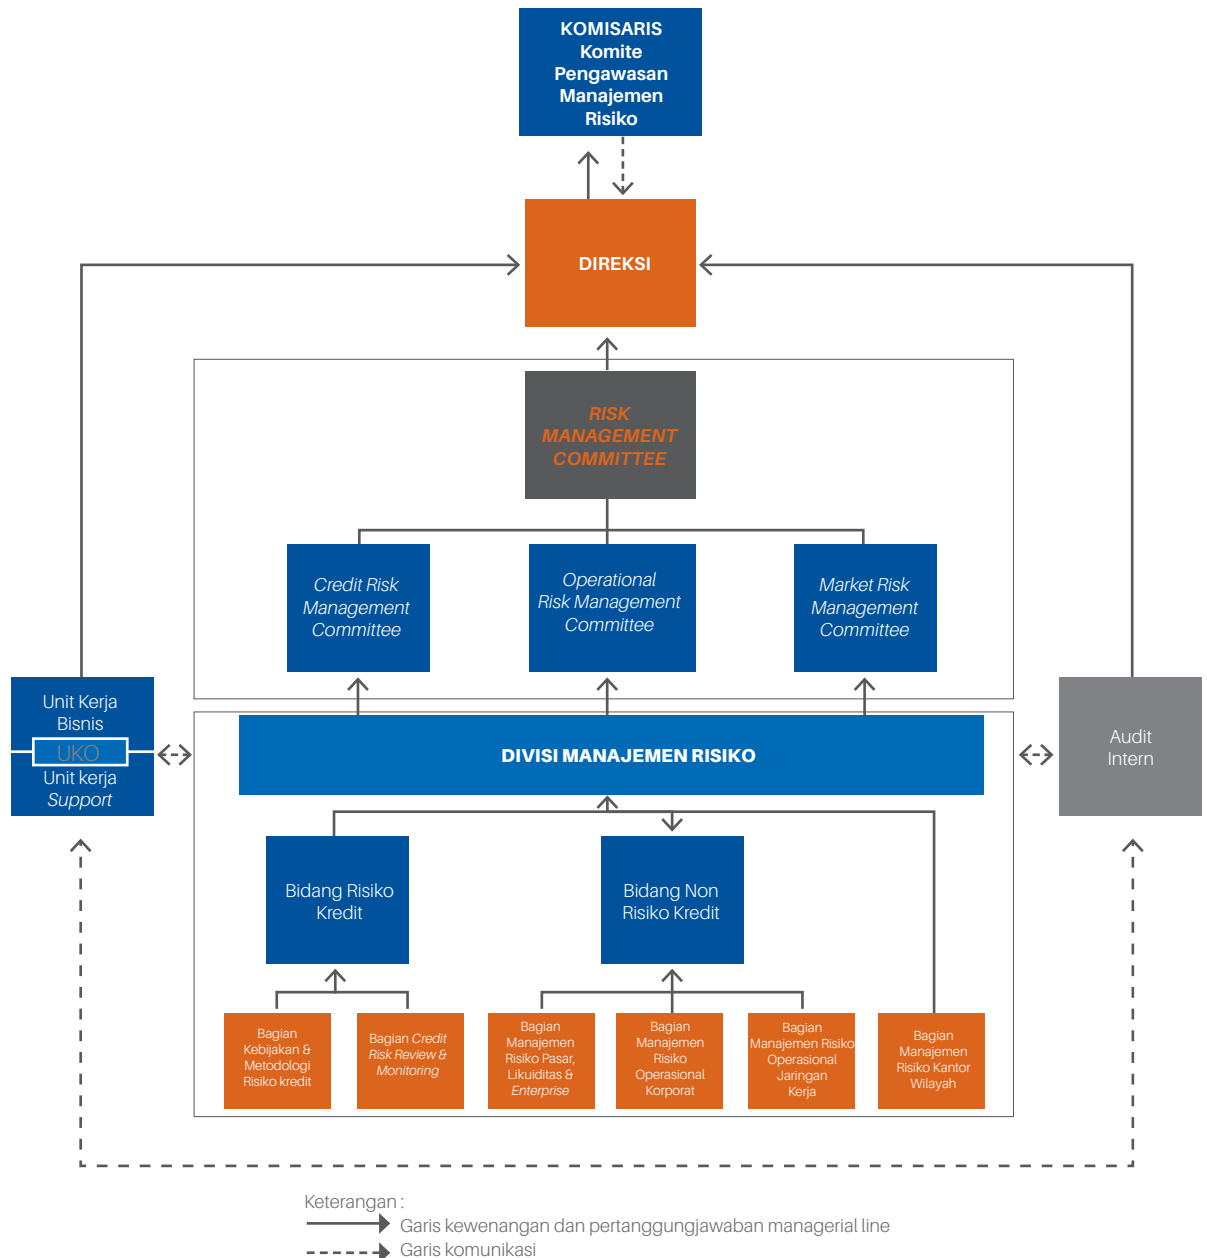 KOMISARIS
Komite
Pengawasan
Manajemen
Risiko
DIREKSI
RISK
MANAGEMENT
COMMITTEE
Credit Risk
Management
Committee
Operational
Risk Management
Committee
Market Risk
Management
Committee
Unit Kerja
Bisnis
UKO
Unit kerja
Support
DIVISI MANAJEMEN RISIKO
Audit
Intern
Bidang Risiko
Kredit
Bidang Non
Risiko Kredit
Bagian
Kebijakan &
Metodologi
Risiko kredit
Bagian Credit
Risk Review &
Monitoring
Bagian
Manajemen
Risiko Pasar,
Likuiditas &
Enterprise
Bagian
Manajemen
Risiko
Operasional
Korporat
Bagian
Manajemen Risiko
Operasional
Jaringan
Kerja
Bagian
Manajemen
Risiko Kantor
Wilayah
Keterangan :
Garis kewenangan dan pertanggungjawaban managerial line
Garis komunikasi